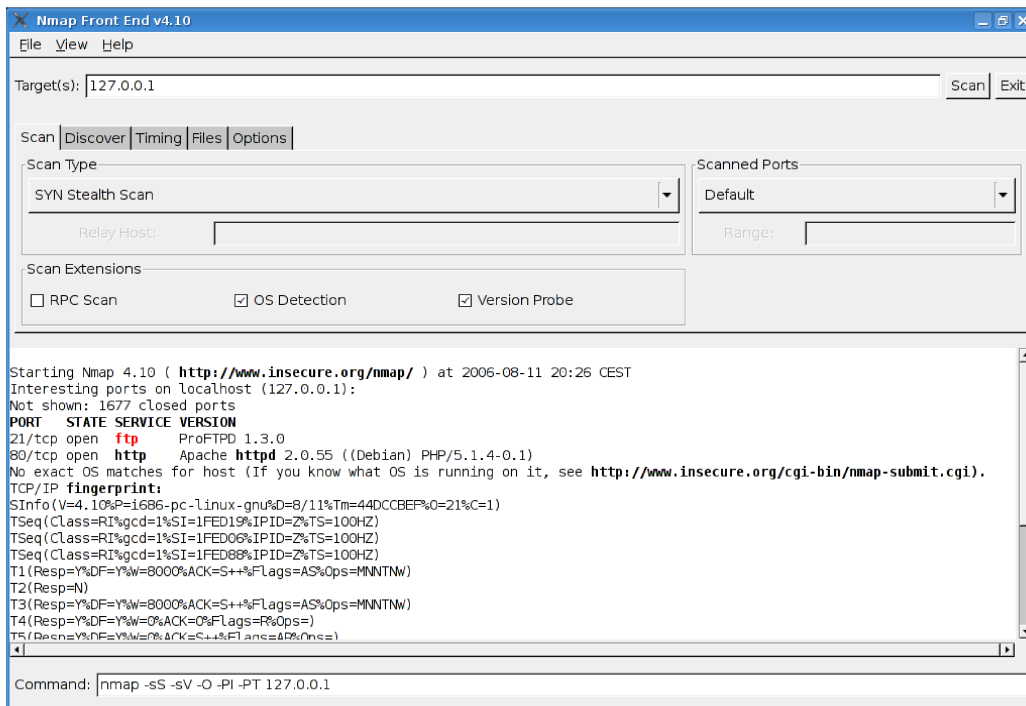 Nmap Front End v4.10
File View Help
Target(s): 127.0.0.1 Scan Exit
Scan Discover Timing Files Options
Scan Type
Scanned Ports
SYN Stealth Scan
Default
Relay Host:
Range:
Scan Extensions
RPC Scan OS Detection Version Probe
Starting Nmap 4.10 ( http://www.insecure.org/nmap/ ) at 2006-08-11 20:26 CEST
Interesting ports on localhost (127.0.0.1):
Not shown: 1677 closed ports
PORT STATE SERVICE VERSION
21/tcp open ftp ProFTPD 1.3.0
80/tcp open http Apache httpd 2.0.55 ((Debian) PHP/5.1.4-0.1)
No exact OS matches for host (If you know what OS is running on it, see http://www.insecure.org/cgi-bin/nmap-submit.cgi).
TCP/IP fingerprint:
SInfo(V=4.10%P=i686-pc-linux-gnu%D=8/11%Tm=44DCCBEF%O=21%C=1)
TSeq(Class=RI%gcd=1%SI=1FED19%IPID=Z%TS=100HZ)
TSeq(Class=RI%gcd=1%SI=1FED06%IPID=Z%TS=100HZ)
TSeq(Class=RI%gcd=1%SI=1FED88%IPID=Z%TS=100HZ)
T1(Resp=Y%DF=Y%W=8000%ACK=S++%Flags=AS%Ops=MNNTNW)
T2(Resp=N)
T3(Resp=Y%DF=Y%W=8000%ACK=S++%Flags=AS%Ops=MNNTNW)
T4(Resp=Y%DF=Y%W=0%ACK=O%Flags=R%Ops=)
T5(Resp=Y%DF=Y%W=0%ACK=S++%Flags=AR%Ops=)
Command: nmap -sS -sV -O -PI -PT 127.0.0.1